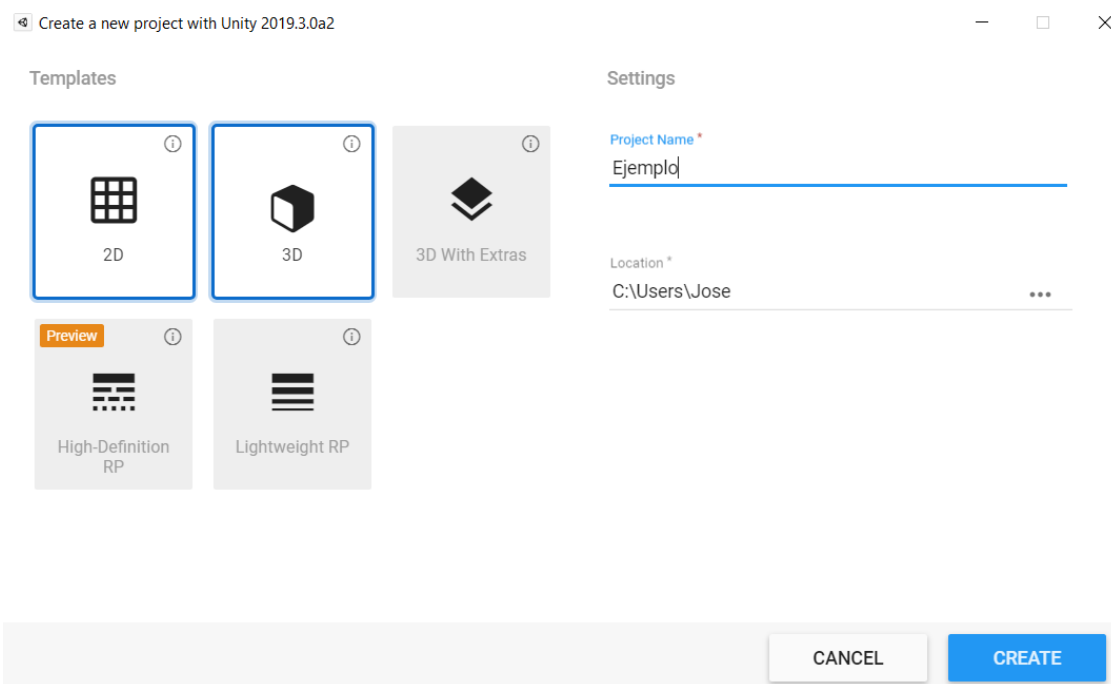 Create a new project with Unity 2019.3.0a2
Templates
Settings
2D
3D
3D With Extras
Preview
High-Definition
RP
Lightweight RP
Project Name *
Ejemplo
Location *
C:\Users\Jose
CANCEL
CREATE